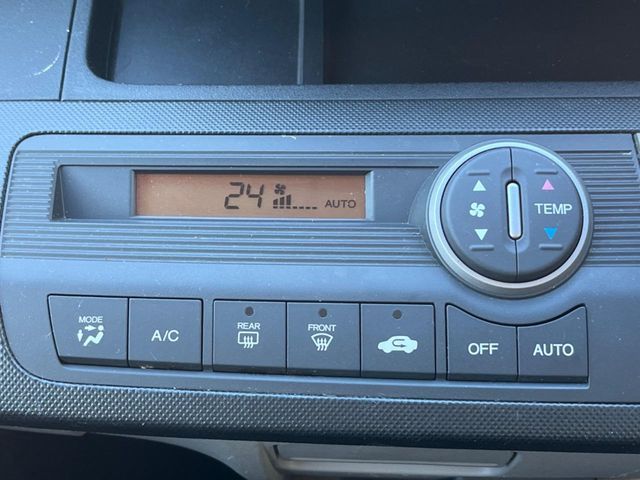 24 AUTO
TEMP
MODE
A/C
REAR
FRONT
OFF
AUTO